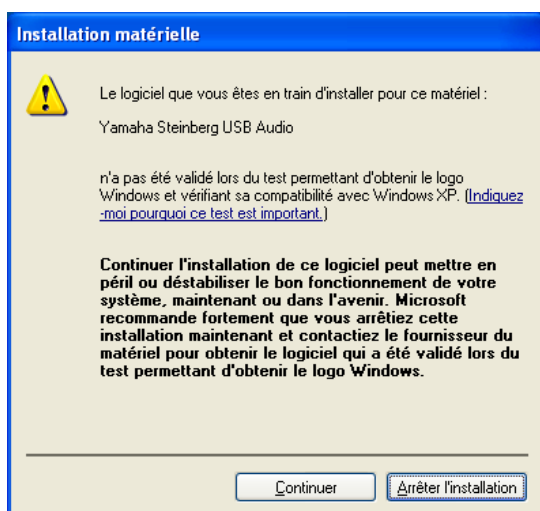 Installation matérielle
Le logiciel que vous êtes en train d'installer pour ce matériel :
Yamaha Steinberg USB Audio
n'a pas été validé lors du test permettant d'obtenir le logo
Windows et vérifiant sa compatibilité avec Windows XP. (Indiquez
-moi pourquoi ce test est important.)
Continuer l'installation de ce logiciel peut mettre en
péril ou déstabiliser le bon fonctionnement de votre
système, maintenant ou dans l'avenir. Microsoft
recommande fortement que vous arrêtiez cette
installation maintenant et contactiez le fournisseur du
matériel pour obtenir le logiciel qui a été validé lors du
test permettant d'obtenir le logo Windows.
Continuer
Arrêter l'installation